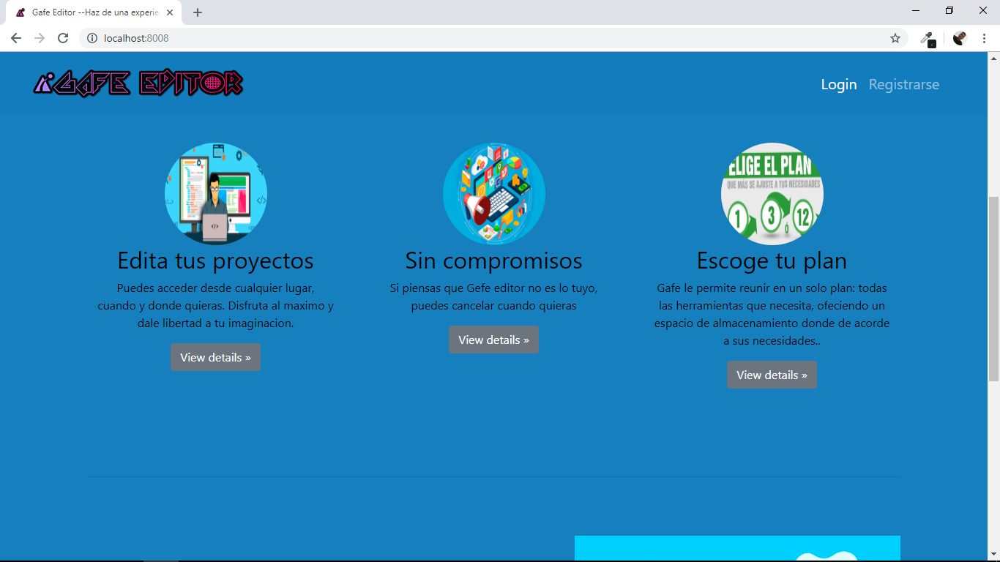 Gafe Editor --Haz de una experie
localhost:8008
GAFE EDITOR
Login Registrarse
ELIGE EL PLAN
QUE MÁS SE AJUSTE A TUS NECESIDADES
1 3 ó 12
Edita tus proyectos
Puedes acceder desde cualquier lugar,
cuando y donde quieras. Disfruta al maximo y
dale libertad a tu imaginacion.
View details »
Sin compromisos
Si piensas que Gefe editor no es lo tuyo,
puedes cancelar cuando quieras
View details »
Escoge tu plan
Gafe le permite reunir en un solo plan: todas
las herramientas que necesita, ofeciendo un
espacio de almacenamiento donde de acorde
a sus necesidades..
View details »